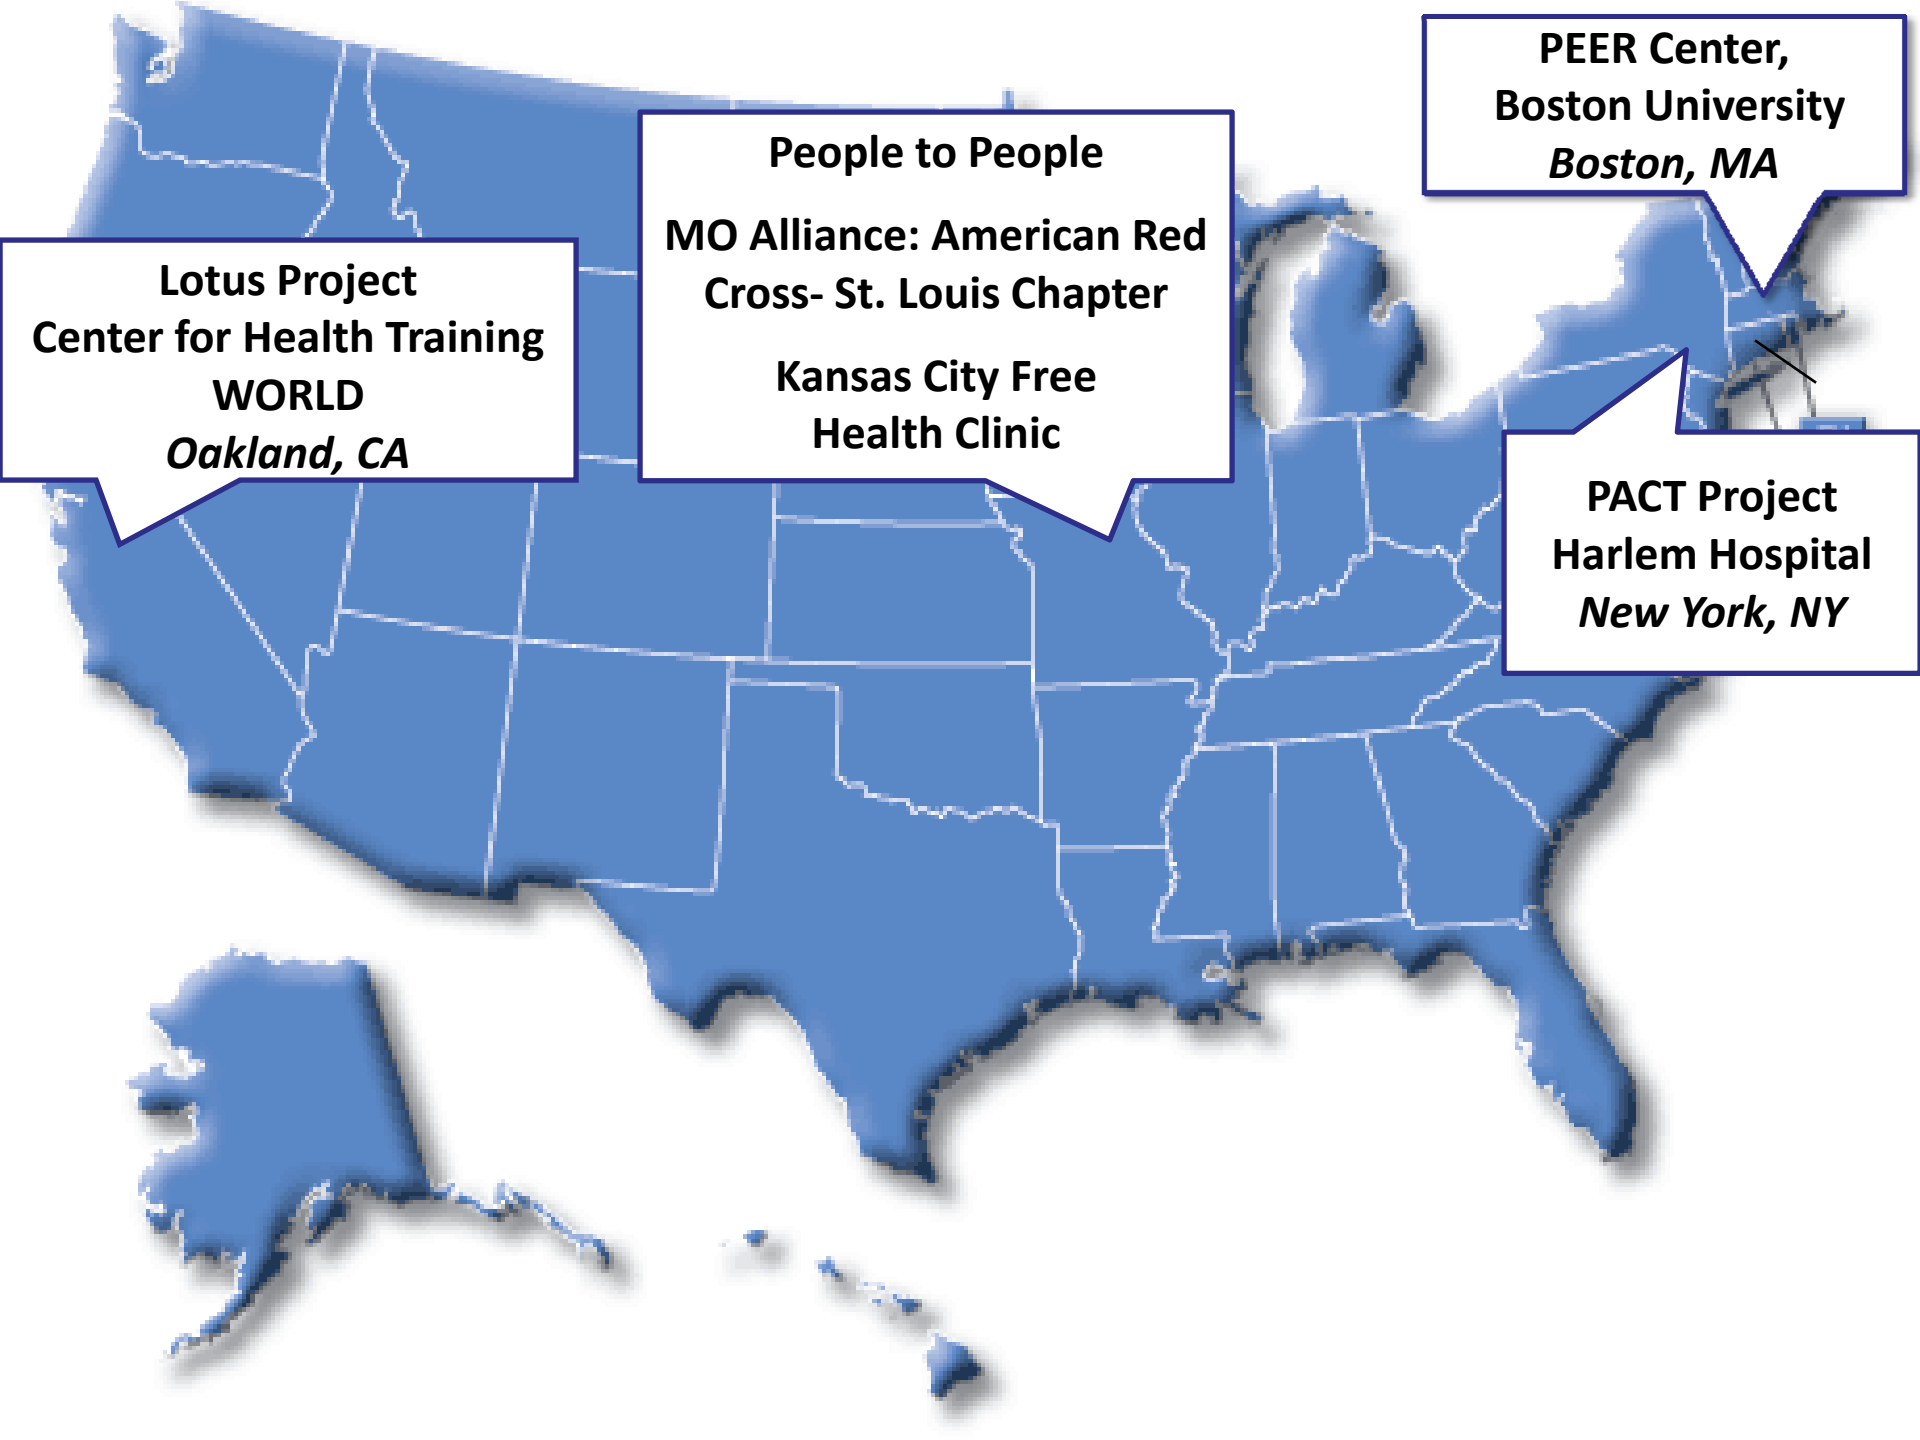 PEER Center,
Boston University
Boston, MA
People to People
MO Alliance: American Red
Cross- St. Louis Chapter
Kansas City Free
Health Clinic
Lotus Project
Center for Health Training
WORLD
Oakland, CA
PACT Project
Harlem Hospital
New York, NY